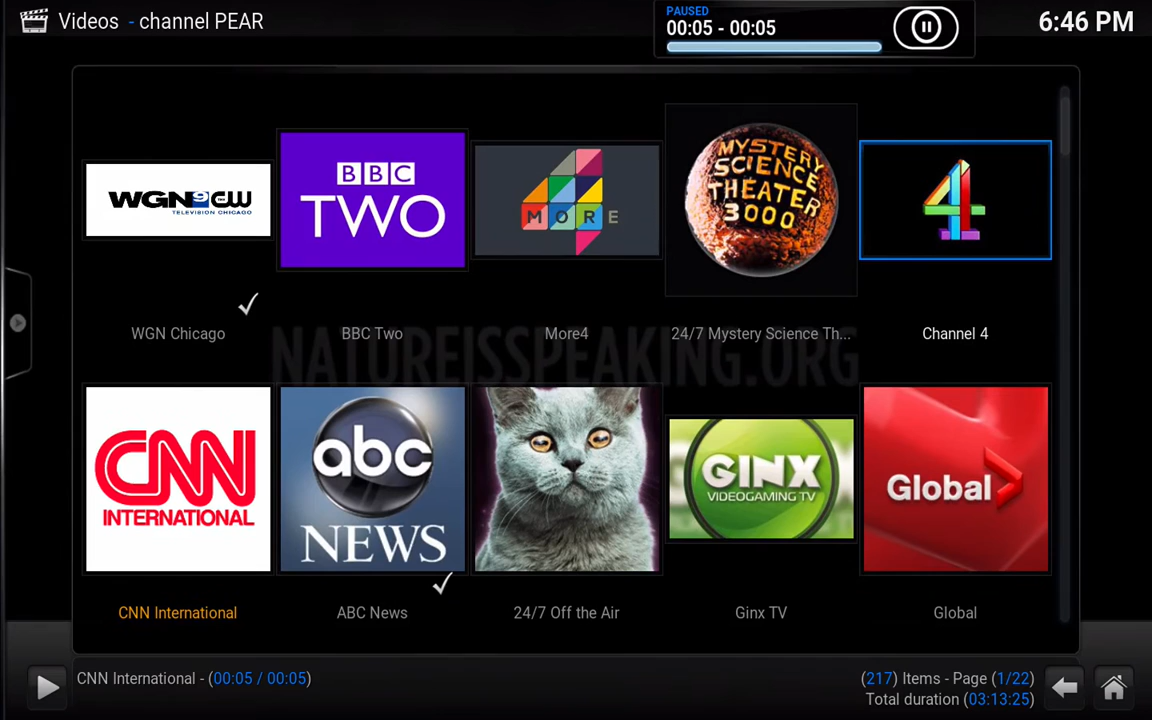 Videos - channel PEAR
PAUSED
00:05 - 00:05
6:46 PM
WGN9 CW
TELEVISION CHICAGO
BBC
TWO
MORE
MYSTERY
SCIENCE
THEATER
3000
4
WGN Chicago
BBC Two
More4
24/7 Mystery Science Th...
Channel 4
NATUREISSPEAKING.ORG
CNN
INTERNATIONAL
abc
NEWS
GINX
VIDEOGAMING TV
Global
CNN International
ABC News
24/7 Off the Air
Ginx TV
Global
CNN International - (00:05 / 00:05)
(217) Items - Page (1/22)
Total duration (03:13:25)